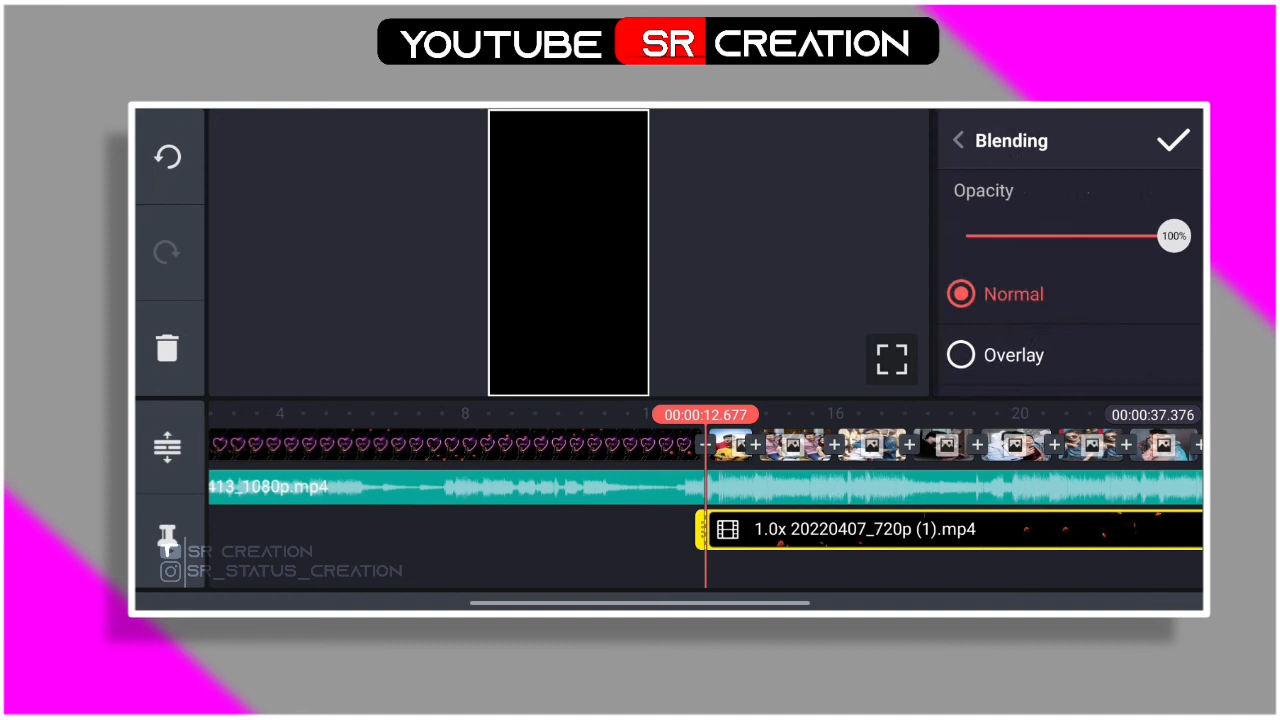 YOUTUBE SR CREATION
Blending
Opacity
100%
Normal
Overlay
4 8 1 00:00:12.677 16 20 00:00:37.376
413_1080p.mp4
1.0x 20220407_720p (1).mp4
SR CREATION
SR_STATUS_CREATION